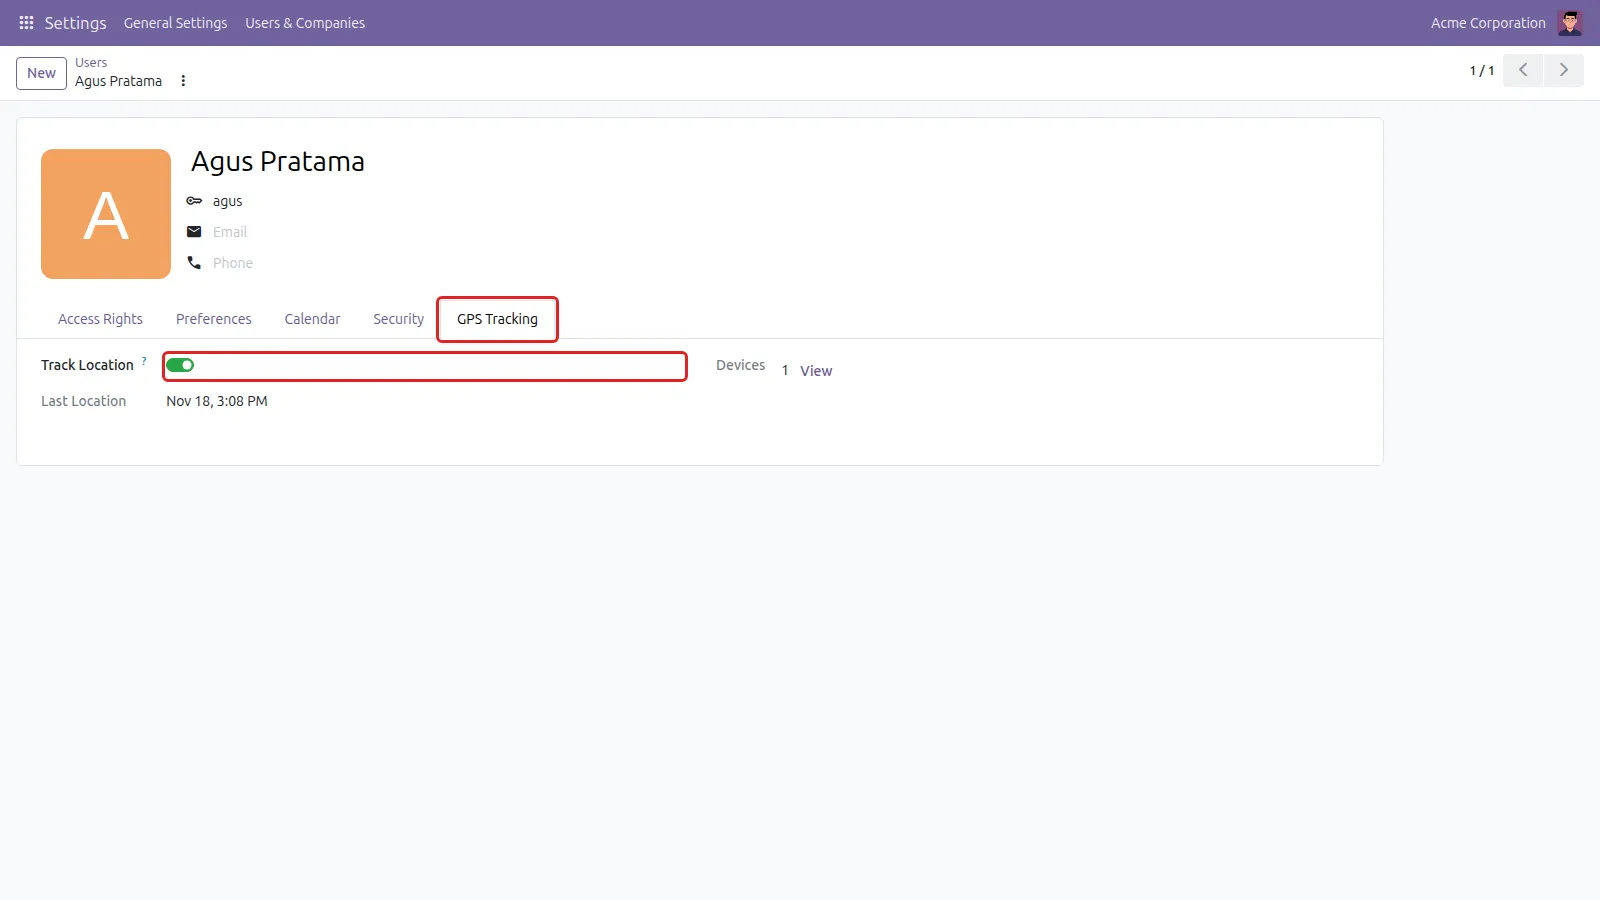 Settings General Settings Users & Companies Acme Corporation
New
Users
Agus Pratama
1 / 1
A
Agus Pratama
agus
Email
Phone
Access Rights Preferences Calendar Security GPS Tracking
Track Location ? Devices 1 View
Last Location Nov 18, 3:08 PM